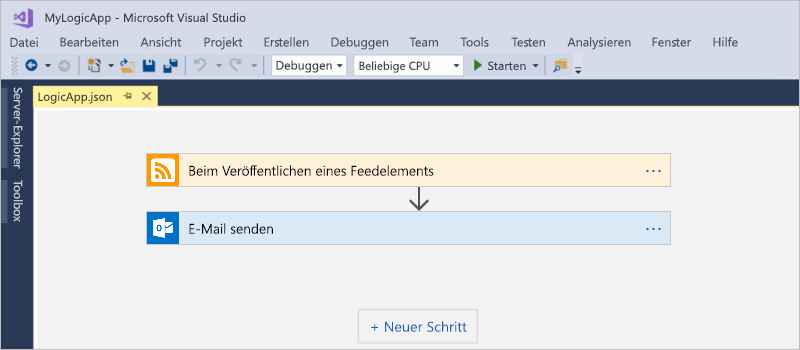 MyLogicApp - Microsoft Visual Studio
Datei Bearbeiten Ansicht Projekt Erstellen Debuggen Team Tools Testen Analysieren Fenster Hilfe
Debuggen Beliebige CPU Starten
Server-Explorer
Toolbox
LogicApp.json
Beim Veröffentlichen eines Feedelements ...
E-Mail senden ...
+ Neuer Schritt